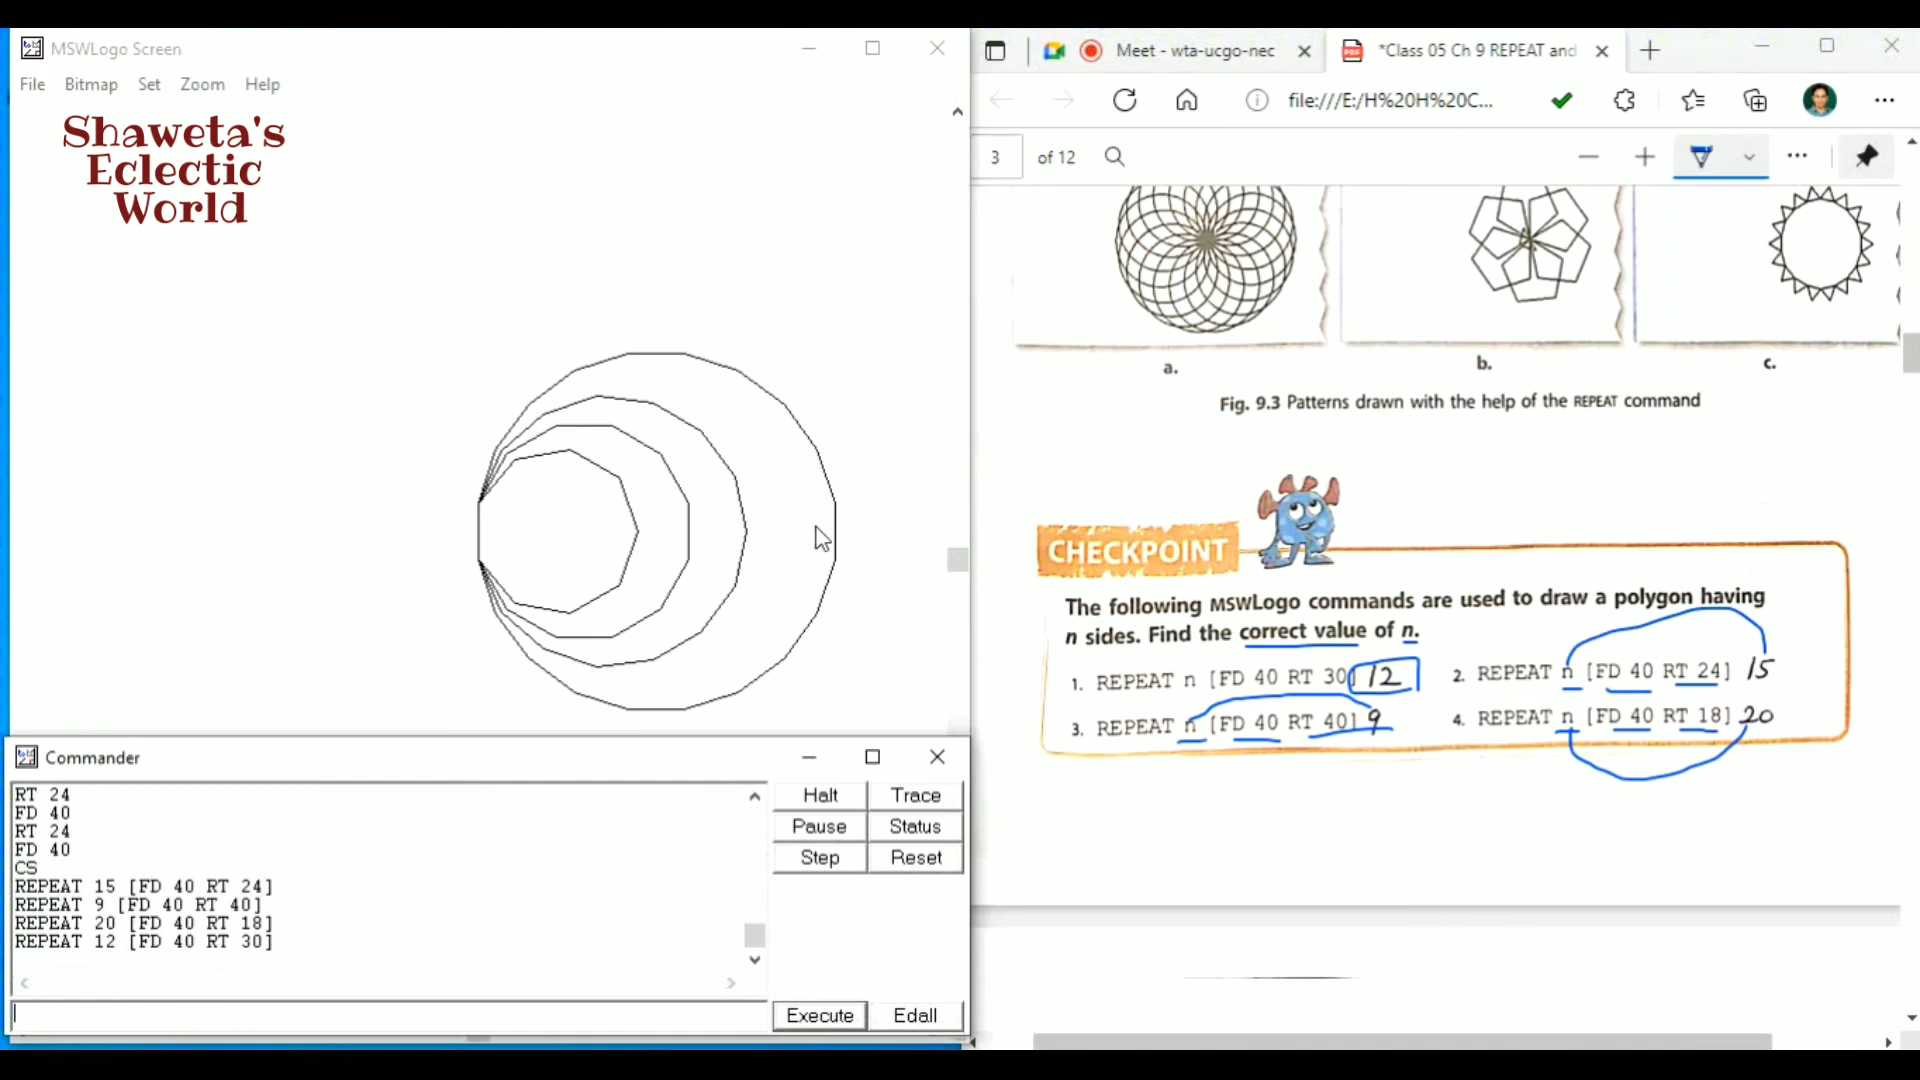 MSWLogo Screen
File Bitmap Set Zoom Help
Shaweta's
Eclectic
World
Meet - wta-ucgo-nec
*Class 05 Ch 9 REPEAT and
file:///E:/H%20H%20C...
3 of 12
a.
b.
c.
Fig. 9.3 Patterns drawn with the help of the REPEAT command
CHECKPOINT
The following MSWLogo commands are used to draw a polygon having
n sides. Find the correct value of n.
1. REPEAT n [FD 40 RT 30] 12
2. REPEAT n [FD 40 RT 24] 15
3. REPEAT n [FD 40 RT 40] 9
4. REPEAT n [FD 40 RT 18] 20
Commander
RT 24
FD 40
RT 24
FD 40
CS
REPEAT 15 [FD 40 RT 24]
REPEAT 9 [FD 40 RT 40]
REPEAT 20 [FD 40 RT 18]
REPEAT 12 [FD 40 RT 30]
Halt Trace
Pause Status
Step Reset
Execute Edall